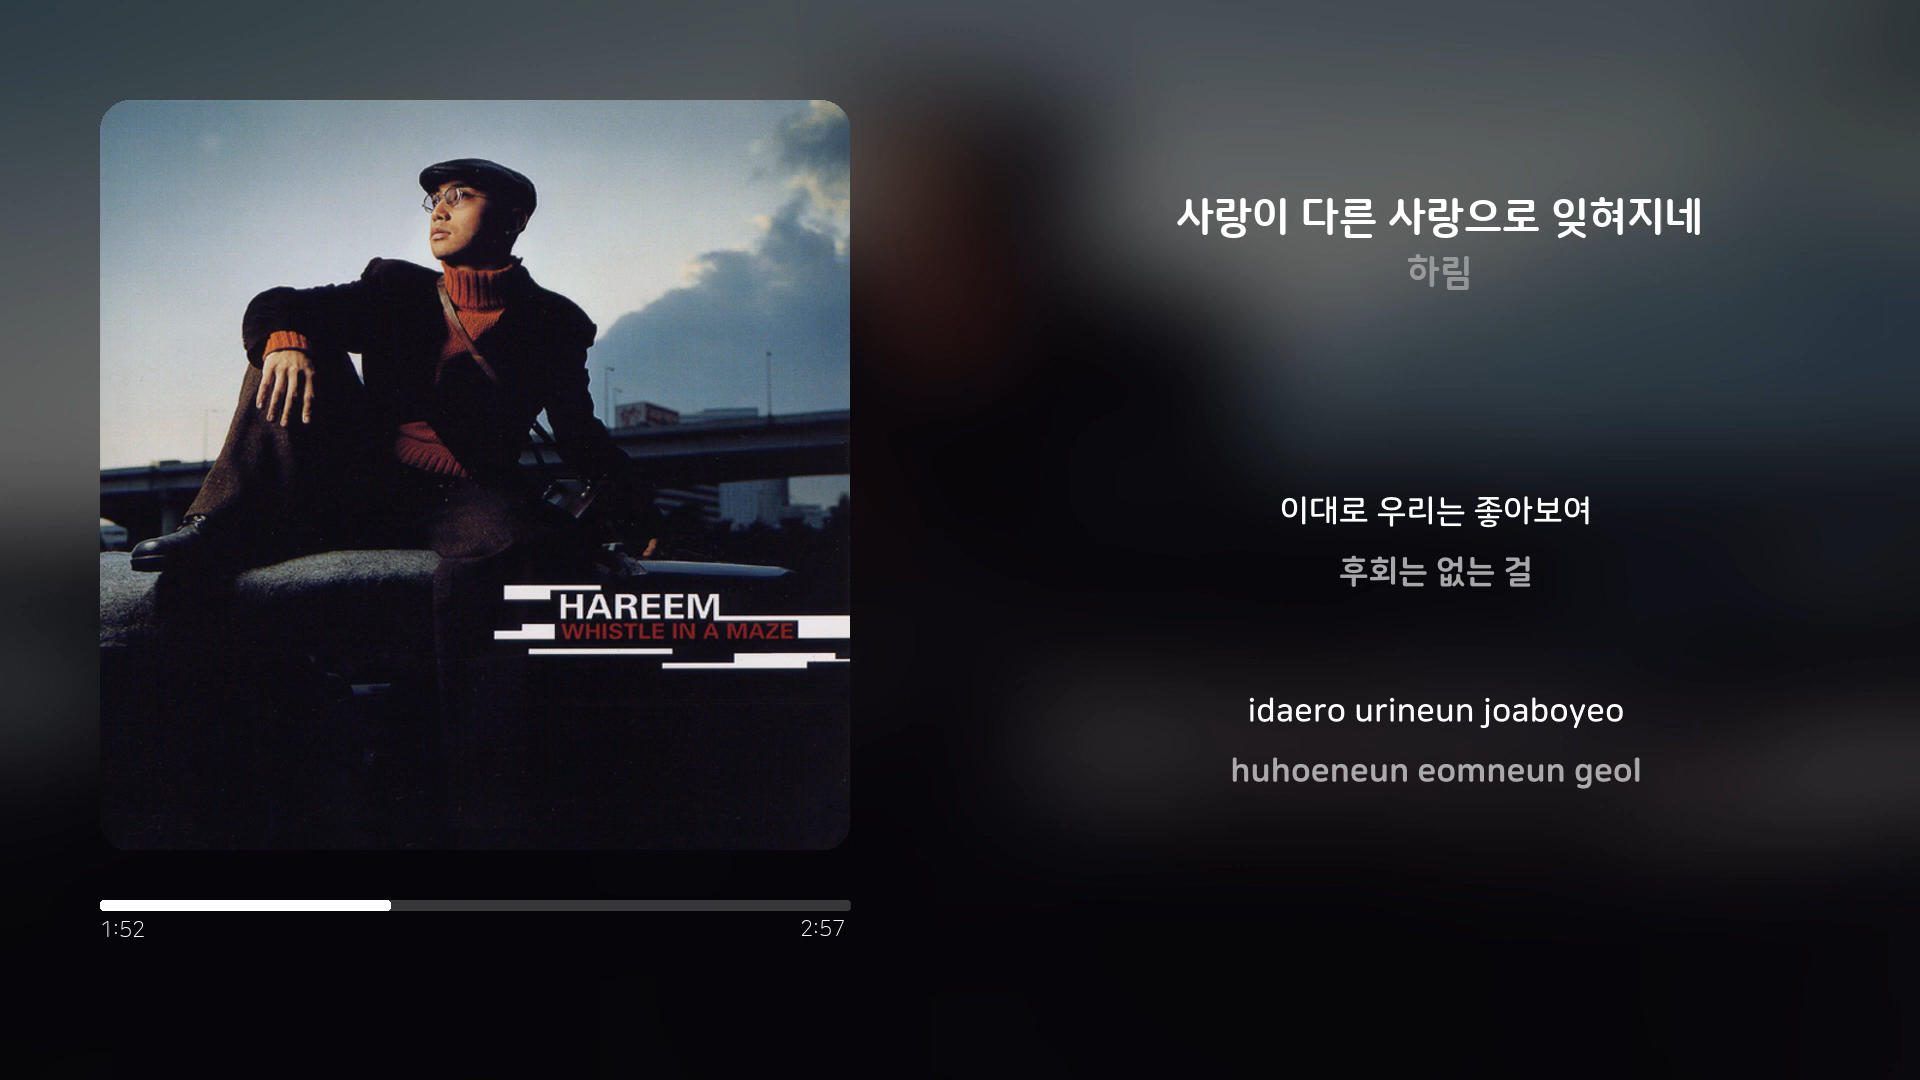 사랑이 다른 사랑으로 잊혀지네
하림
이대로 우리는 좋아보여
후회는 없는 걸
idaero urineun joaboyeo
huhoeneun eomneun geol
HAREEM
WHISTLE IN A MAZE
1:52
2:57